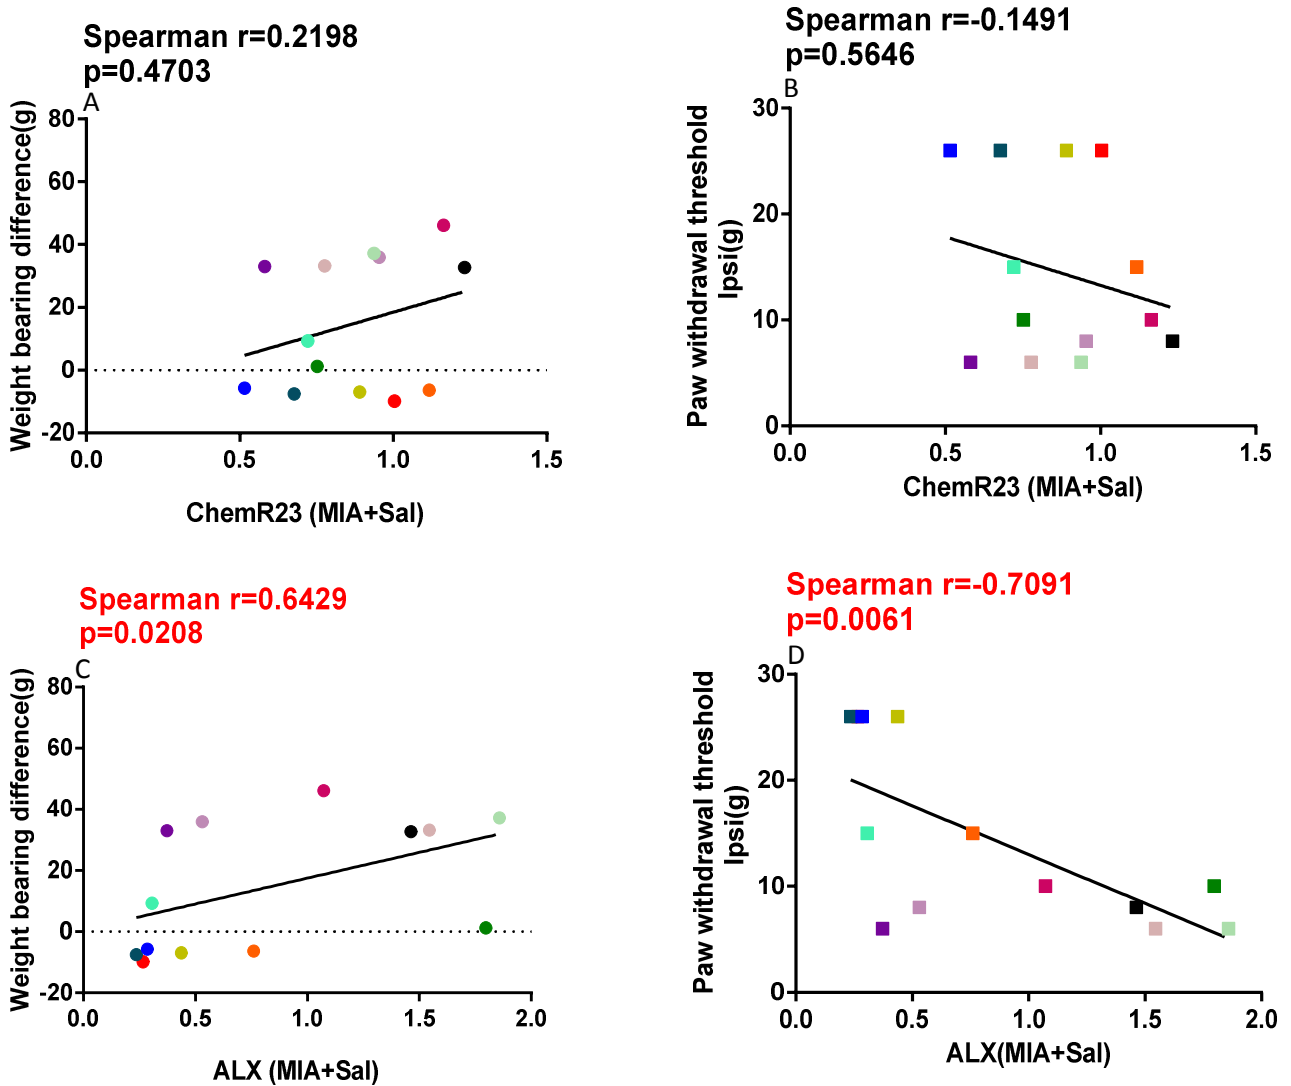 Spearman r=0.2198
p=0.4703
A
Weight bearing difference(g)
80
60
40
20
0
-20
0.0
0.5
1.0
1.5
ChemR23 (MIA+Sal)
Spearman r=-0.1491
p=0.5646
B
Paw withdrawal threshold
Ipsi(g)
30
20
10
0
0.0
0.5
1.0
1.5
ChemR23 (MIA+Sal)
Spearman r=0.6429
p=0.0208
C
Weight bearing difference(g)
80
60
40
20
0
-20
0.0
0.5
1.0
1.5
2.0
ALX (MIA+Sal)
Spearman r=-0.7091
p=0.0061
D
Paw withdrawal threshold
Ipsi(g)
30
20
10
0
0.0
0.5
1.0
1.5
2.0
ALX(MIA+Sal)